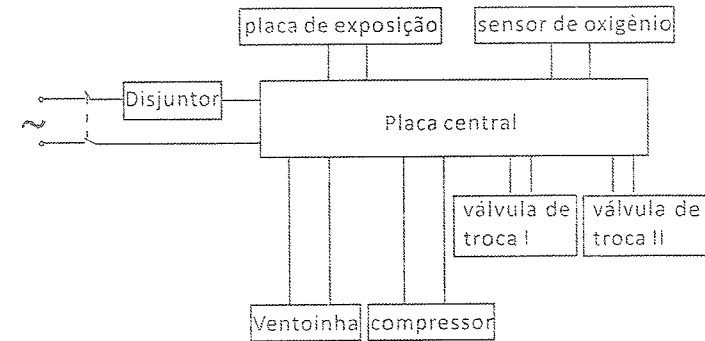 placa de exposição
sensor de oxigênio
Disjuntor
Placa central
~
válvula de
troca I
válvula de
troca II
Ventoinha
compressor